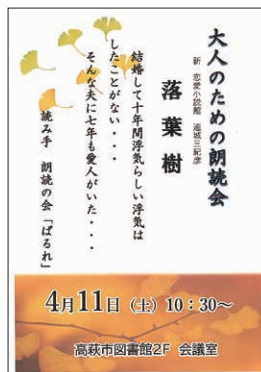 大人のための朗読会
新 恋愛小説館 連城三紀彦
落葉樹
結婚して十年間浮気らしい浮気は
したことがない・・・
そんな夫に七年も愛人がいた・・・
読み手 朗読の会「ぱるれ」
4月11日（土）10：30～
高萩市図書館2F 会議室